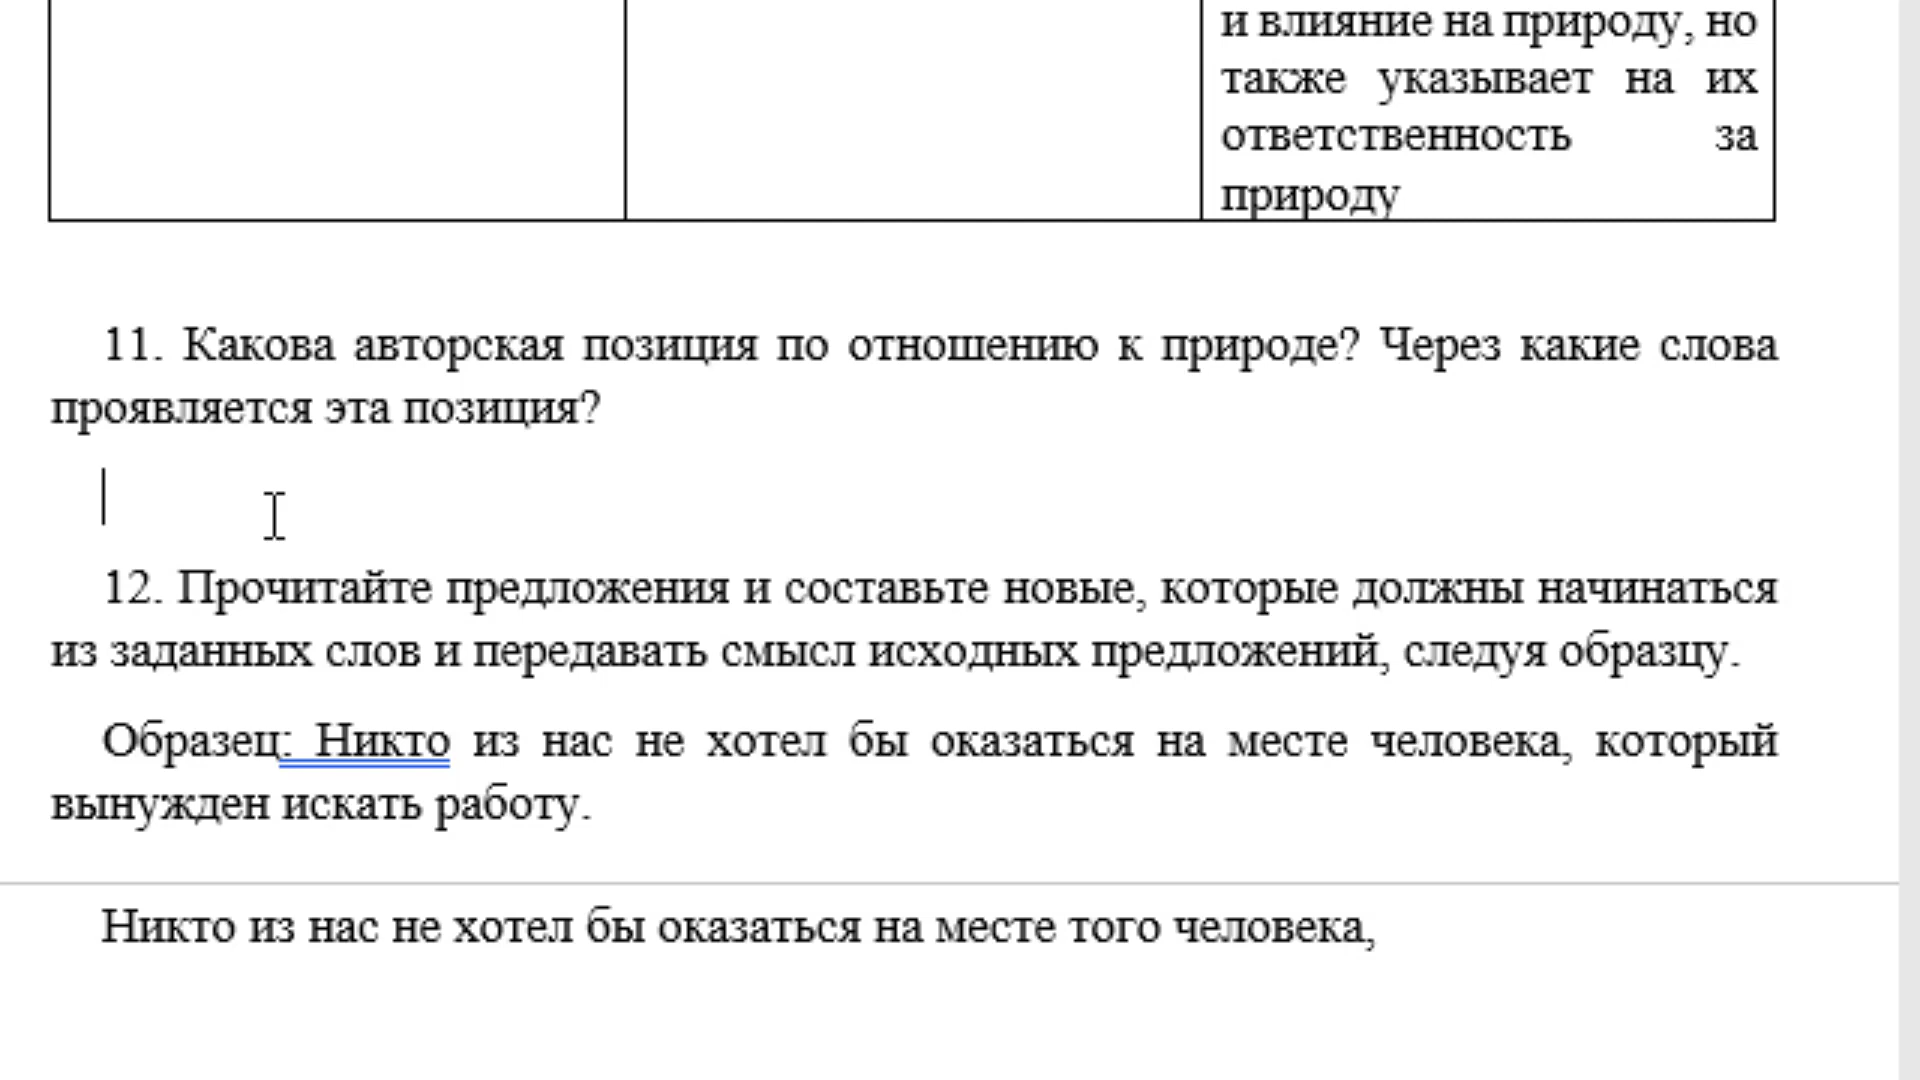 и влияние на природу, но
также указывает на их
ответственность за
природу
11. Какова авторская позиция по отношению к природе? Через какие слова
проявляется эта позиция?
12. Прочитайте предложения и составьте новые, которые должны начинаться
из заданных слов и передавать смысл исходных предложений, следуя образцу.
Образец: Никто из нас не хотел бы оказаться на месте человека, который
вынужден искать работу.
Никто из нас не хотел бы оказаться на месте того человека,